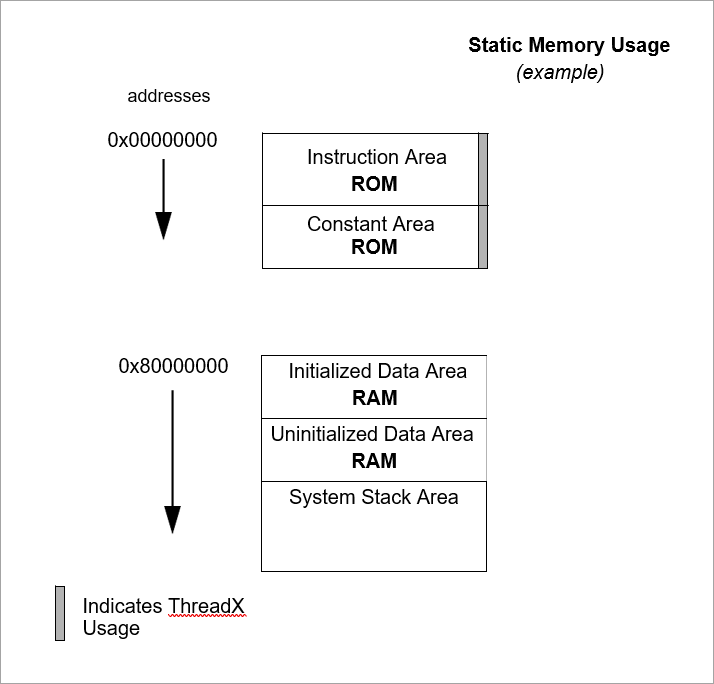 Static Memory Usage
(example)
addresses
0x00000000
Instruction Area
ROM
Constant Area
ROM
0x80000000
Initialized Data Area
RAM
Uninitialized Data Area
RAM
System Stack Area
Indicates ThreadX
Usage